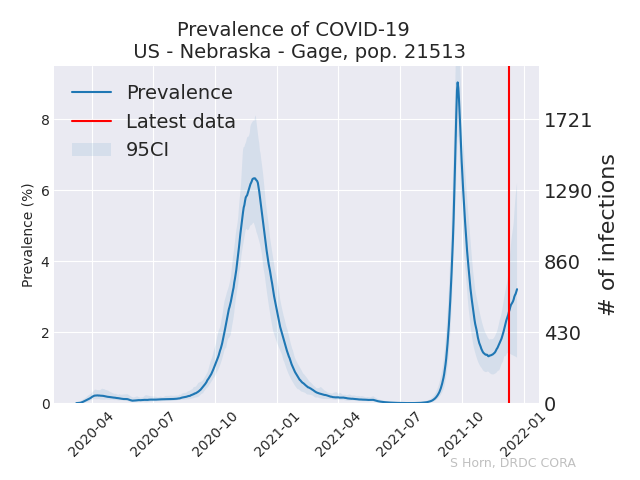 Prevalence of COVID-19
US - Nebraska - Gage, pop. 21513
Prevalence
Latest data
95CI
Prevalence (%)
8
6
4
2
0
1721
1290
860
430
0
# of infections
2020-04
2020-07
2020-10
2021-01
2021-04
2021-07
2021-10
2022-01
S Horn, DRDC CORA